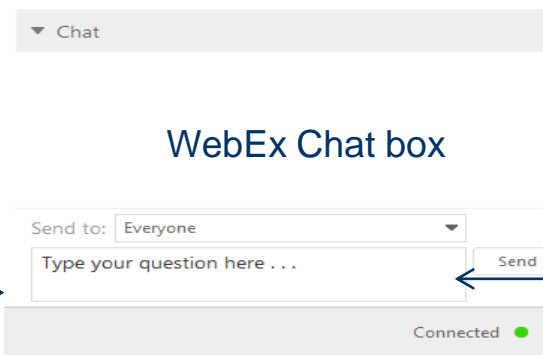 Chat
WebEx Chat box
Send to: Everyone
Type your question here . . .
Send
Connected